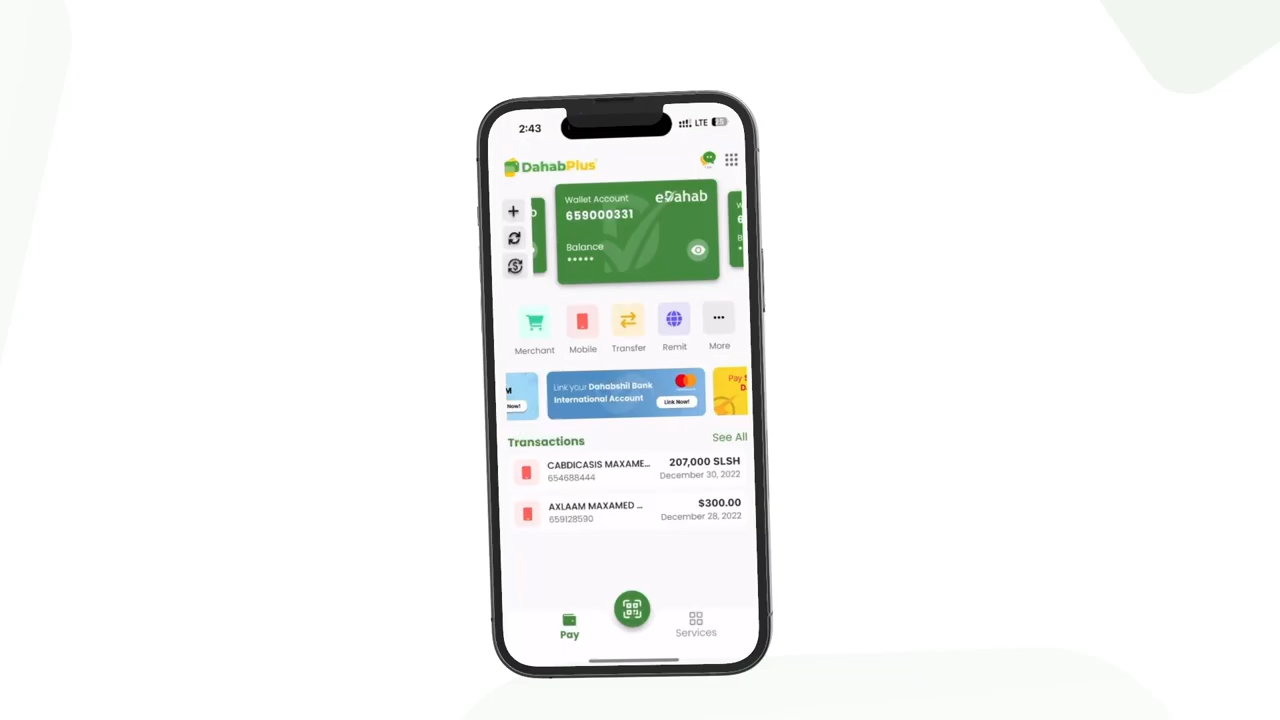 2:43
LTE
DahabPlus
Wallet Account
eDahab
659000331
Balance
*****
Merchant
Mobile
Transfer
Remit
More
M
Now!
Link your Dahabshil Bank
International Account
Link Now!
Pay
Transactions
See All
CABDICASIS MAXAME...
207,000 SLSH
654688444
December 30, 2022
AXLAAM MAXAMED ...
$300.00
659128590
December 28, 2022
Pay
Services